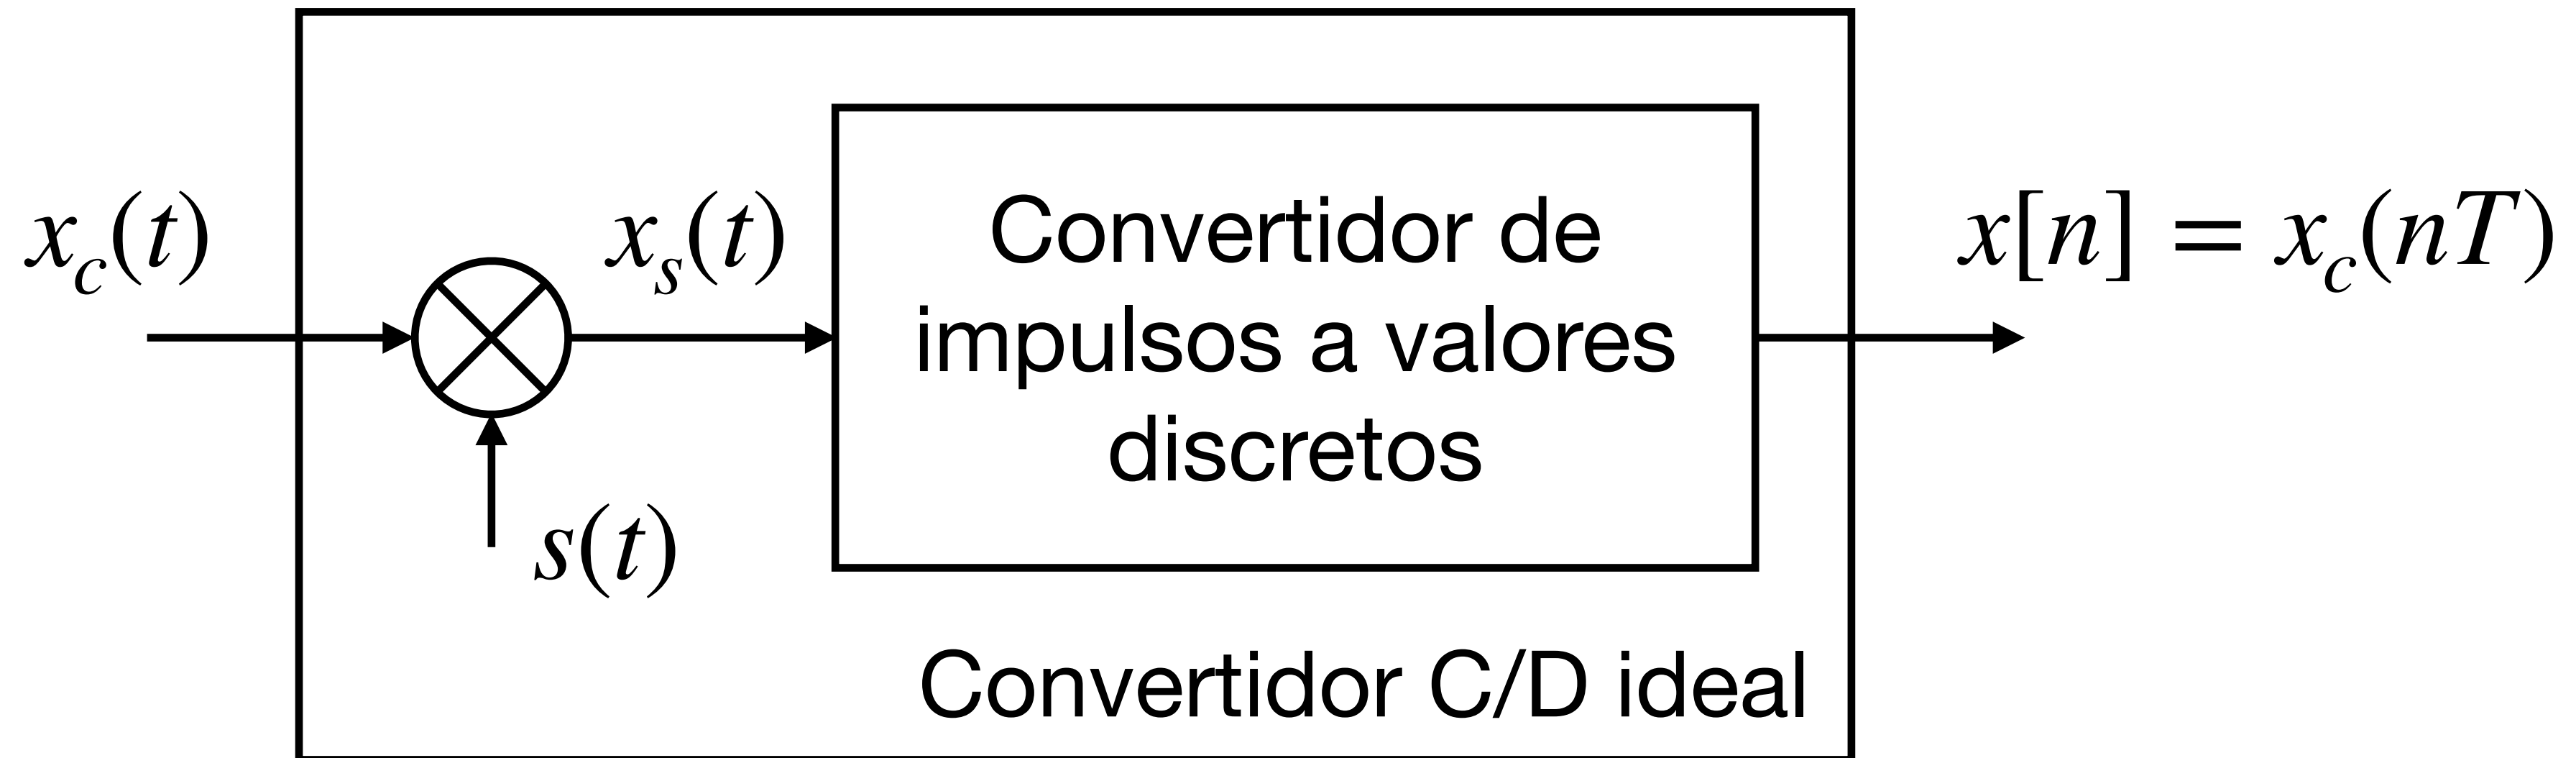 x_c(t)
x_s(t)
Convertidor de
impulsos a valores
discretos
x[n] = x_c(nT)
s(t)
Convertidor C/D ideal